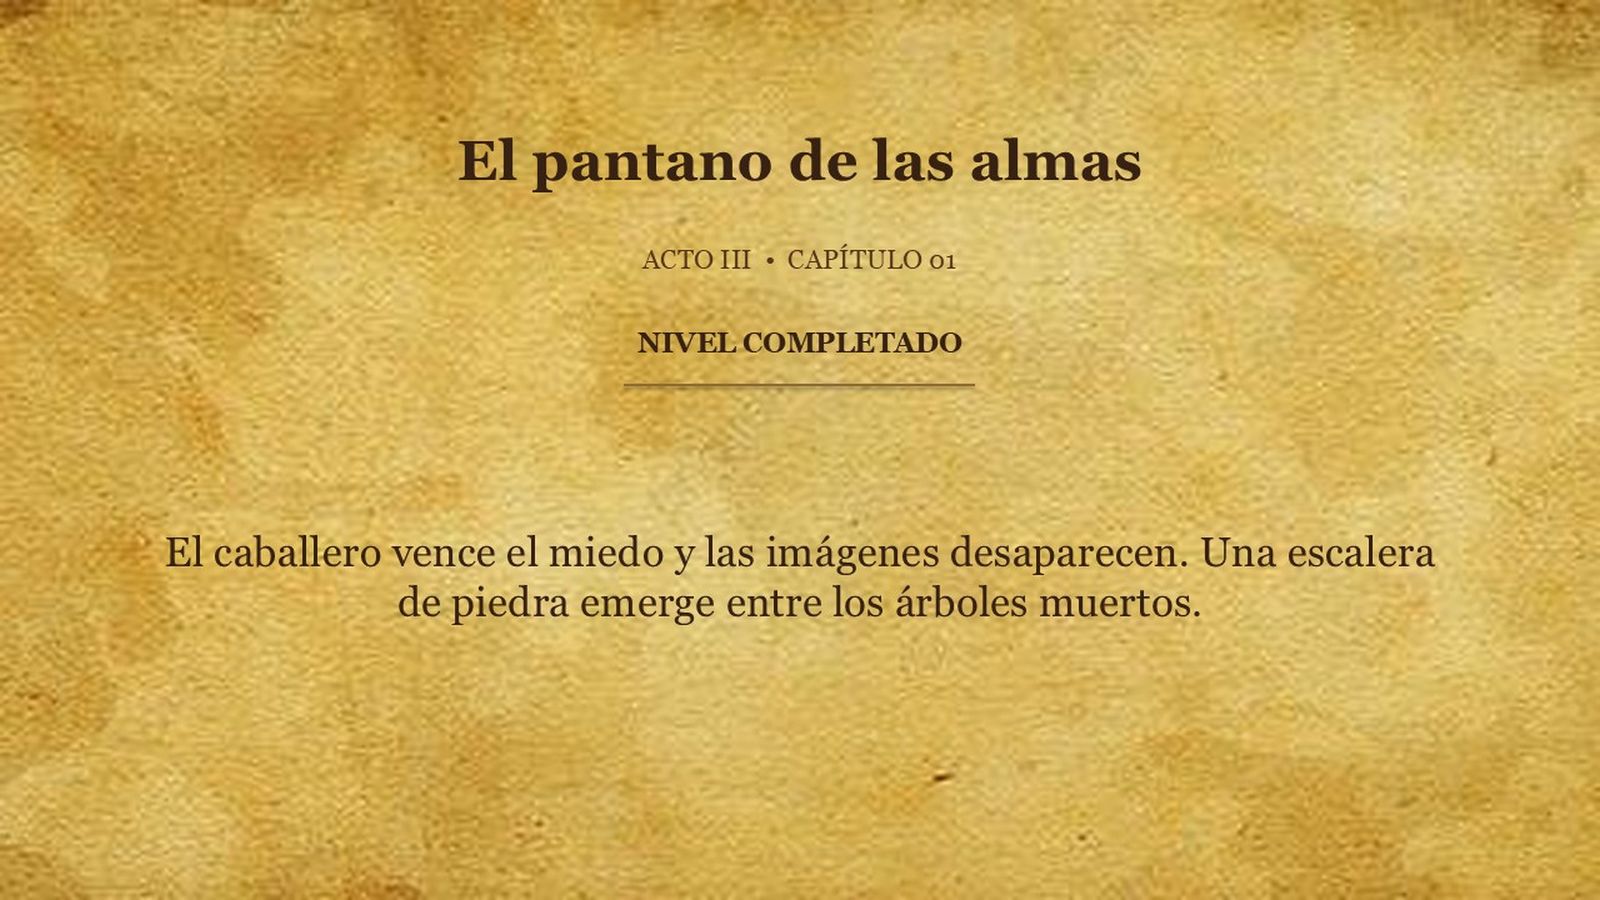 El pantano de las almas
ACTO III • CAPÍTULO 01
NIVEL COMPLETADO
El caballero vence el miedo y las imágenes desaparecen. Una escalera
de piedra emerge entre los árboles muertos.